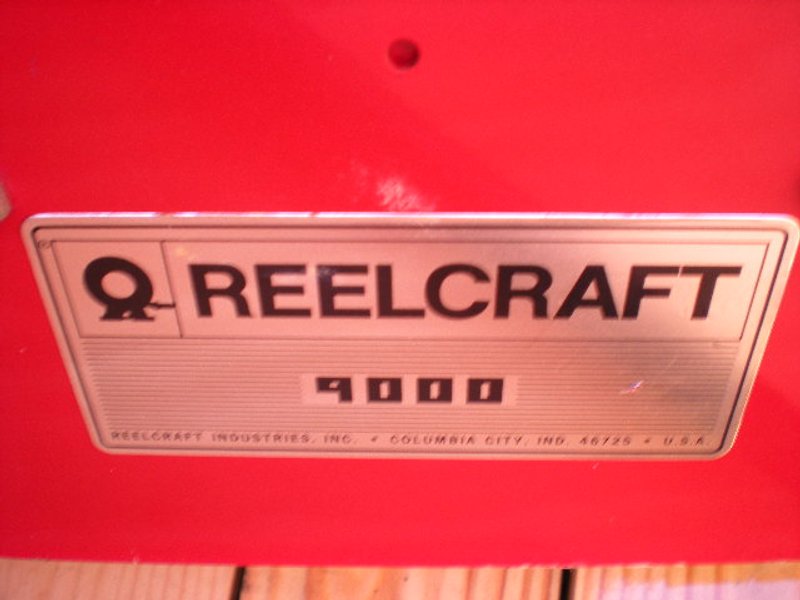 REELCRAFT
9000
REELCRAFT INDUSTRIES, INC. • COLUMBIA CITY, IND. 46725 • U.S.A.